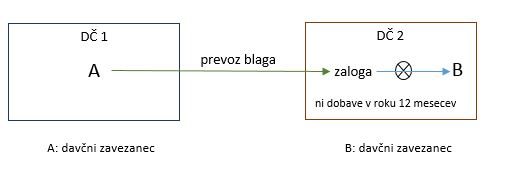 DČ 1
DČ 2
prevoz blaga
A
zaloga
B
ni dobave v roku 12 mesecev
A: davčni zavezanec
B: davčni zavezanec